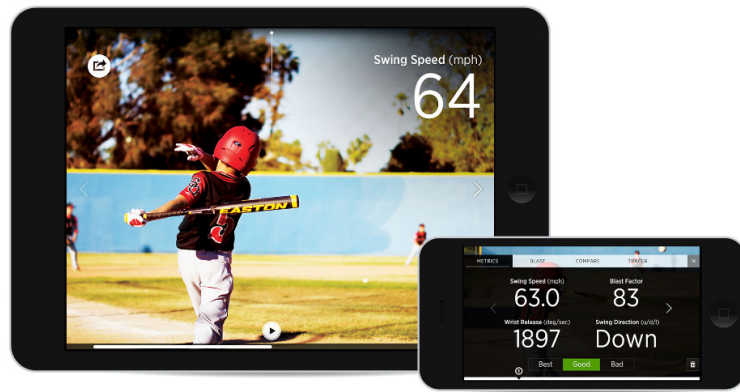 Swing Speed (mph)
64
EASTON
5
METRICS BLAST COMPARE TRACER
Swing Speed (mph) Blast Factor
63.0 83
Wrist Release (deg/sec) Swing Direction (u/d/l)
1897 Down
Best Good Bad